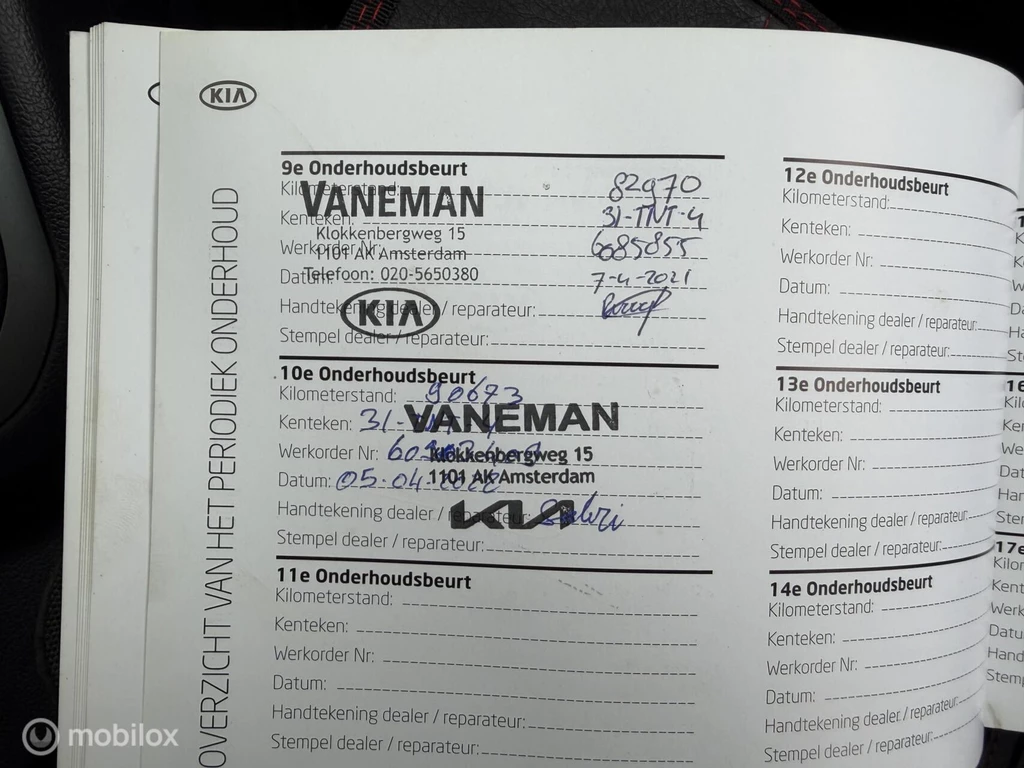 KIA
OVERZICHT VAN HET PERIODIEK ONDERHOUD
9e Onderhoudsbeurt
Kilometerstand: 82970
Kenteken: 31-TNT-4
Werkorder Nr: 6085855
Datum: 7-4-2021
Handtekening dealer / reparateur:
Stempel dealer / reparateur:
VANEMAN
Klokkenbergweg 15
1101 AK Amsterdam
Telefoon: 020-5650380
KIA
10e Onderhoudsbeurt
Kilometerstand: 90673
Kenteken: 31-
Werkorder Nr:
Datum: 05-04-2022
Handtekening dealer / reparateur:
Stempel dealer / reparateur:
VANEMAN
Klokkenbergweg 15
1101 AK Amsterdam
KIA
11e Onderhoudsbeurt
Kilometerstand:
Kenteken:
Werkorder Nr:
Datum:
Handtekening dealer / reparateur:
Stempel dealer / reparateur:
12e Onderhoudsbeurt
Kilometerstand:
Kenteken:
Werkorder Nr:
Datum:
Handtekening dealer / reparateur:
Stempel dealer / reparateur:
13e Onderhoudsbeurt
Kilometerstand:
Kenteken:
Werkorder Nr:
Datum:
Handtekening dealer / reparateur:
Stempel dealer / reparateur:
14e Onderhoudsbeurt
Kilometerstand:
Kenteken:
Werkorder Nr:
Datum:
Handtekening dealer / reparateur:
Stempel dealer / reparateur:
17e
mobilox